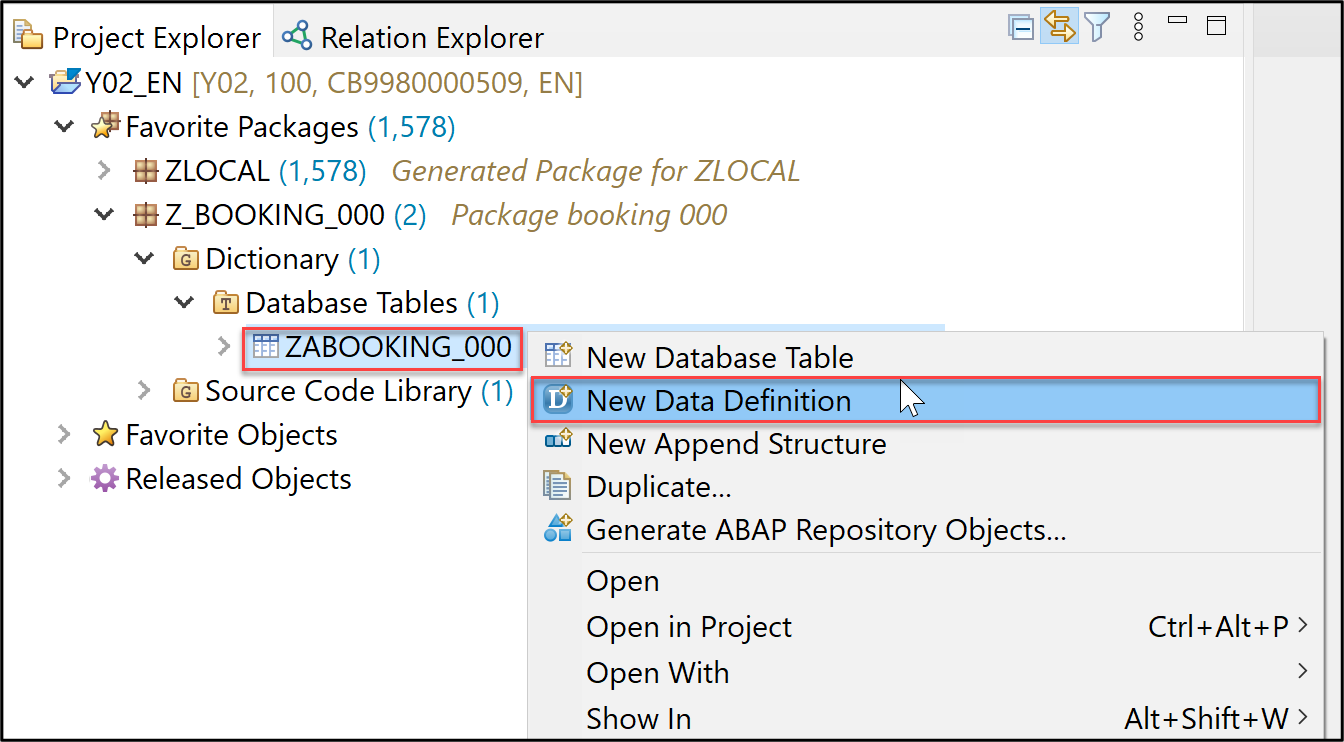 Project Explorer Relation Explorer
Y02_EN [Y02, 100, CB9980000509, EN]
Favorite Packages (1,578)
ZLOCAL (1,578) Generated Package for ZLOCAL
Z_BOOKING_000 (2) Package booking 000
Dictionary (1)
Database Tables (1)
ZABOOKING_000
Source Code Library (1)
Favorite Objects
Released Objects
New Database Table
New Data Definition
New Append Structure
Duplicate...
Generate ABAP Repository Objects...
Open
Open in Project Ctrl+Alt+P
Open With
Show In Alt+Shift+W